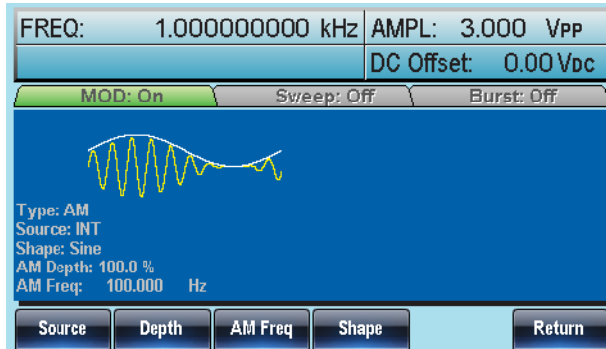 FREQ: 1.000000000 kHz AMPL: 3.000 VPP
DC Offset: 0.00 VDC
MOD: On Sweep: Off Burst: Off
Type: AM
Source: INT
Shape: Sine
AM Depth: 100.0 %
AM Freq: 100.000 Hz
Source Depth AM Freq Shape Return